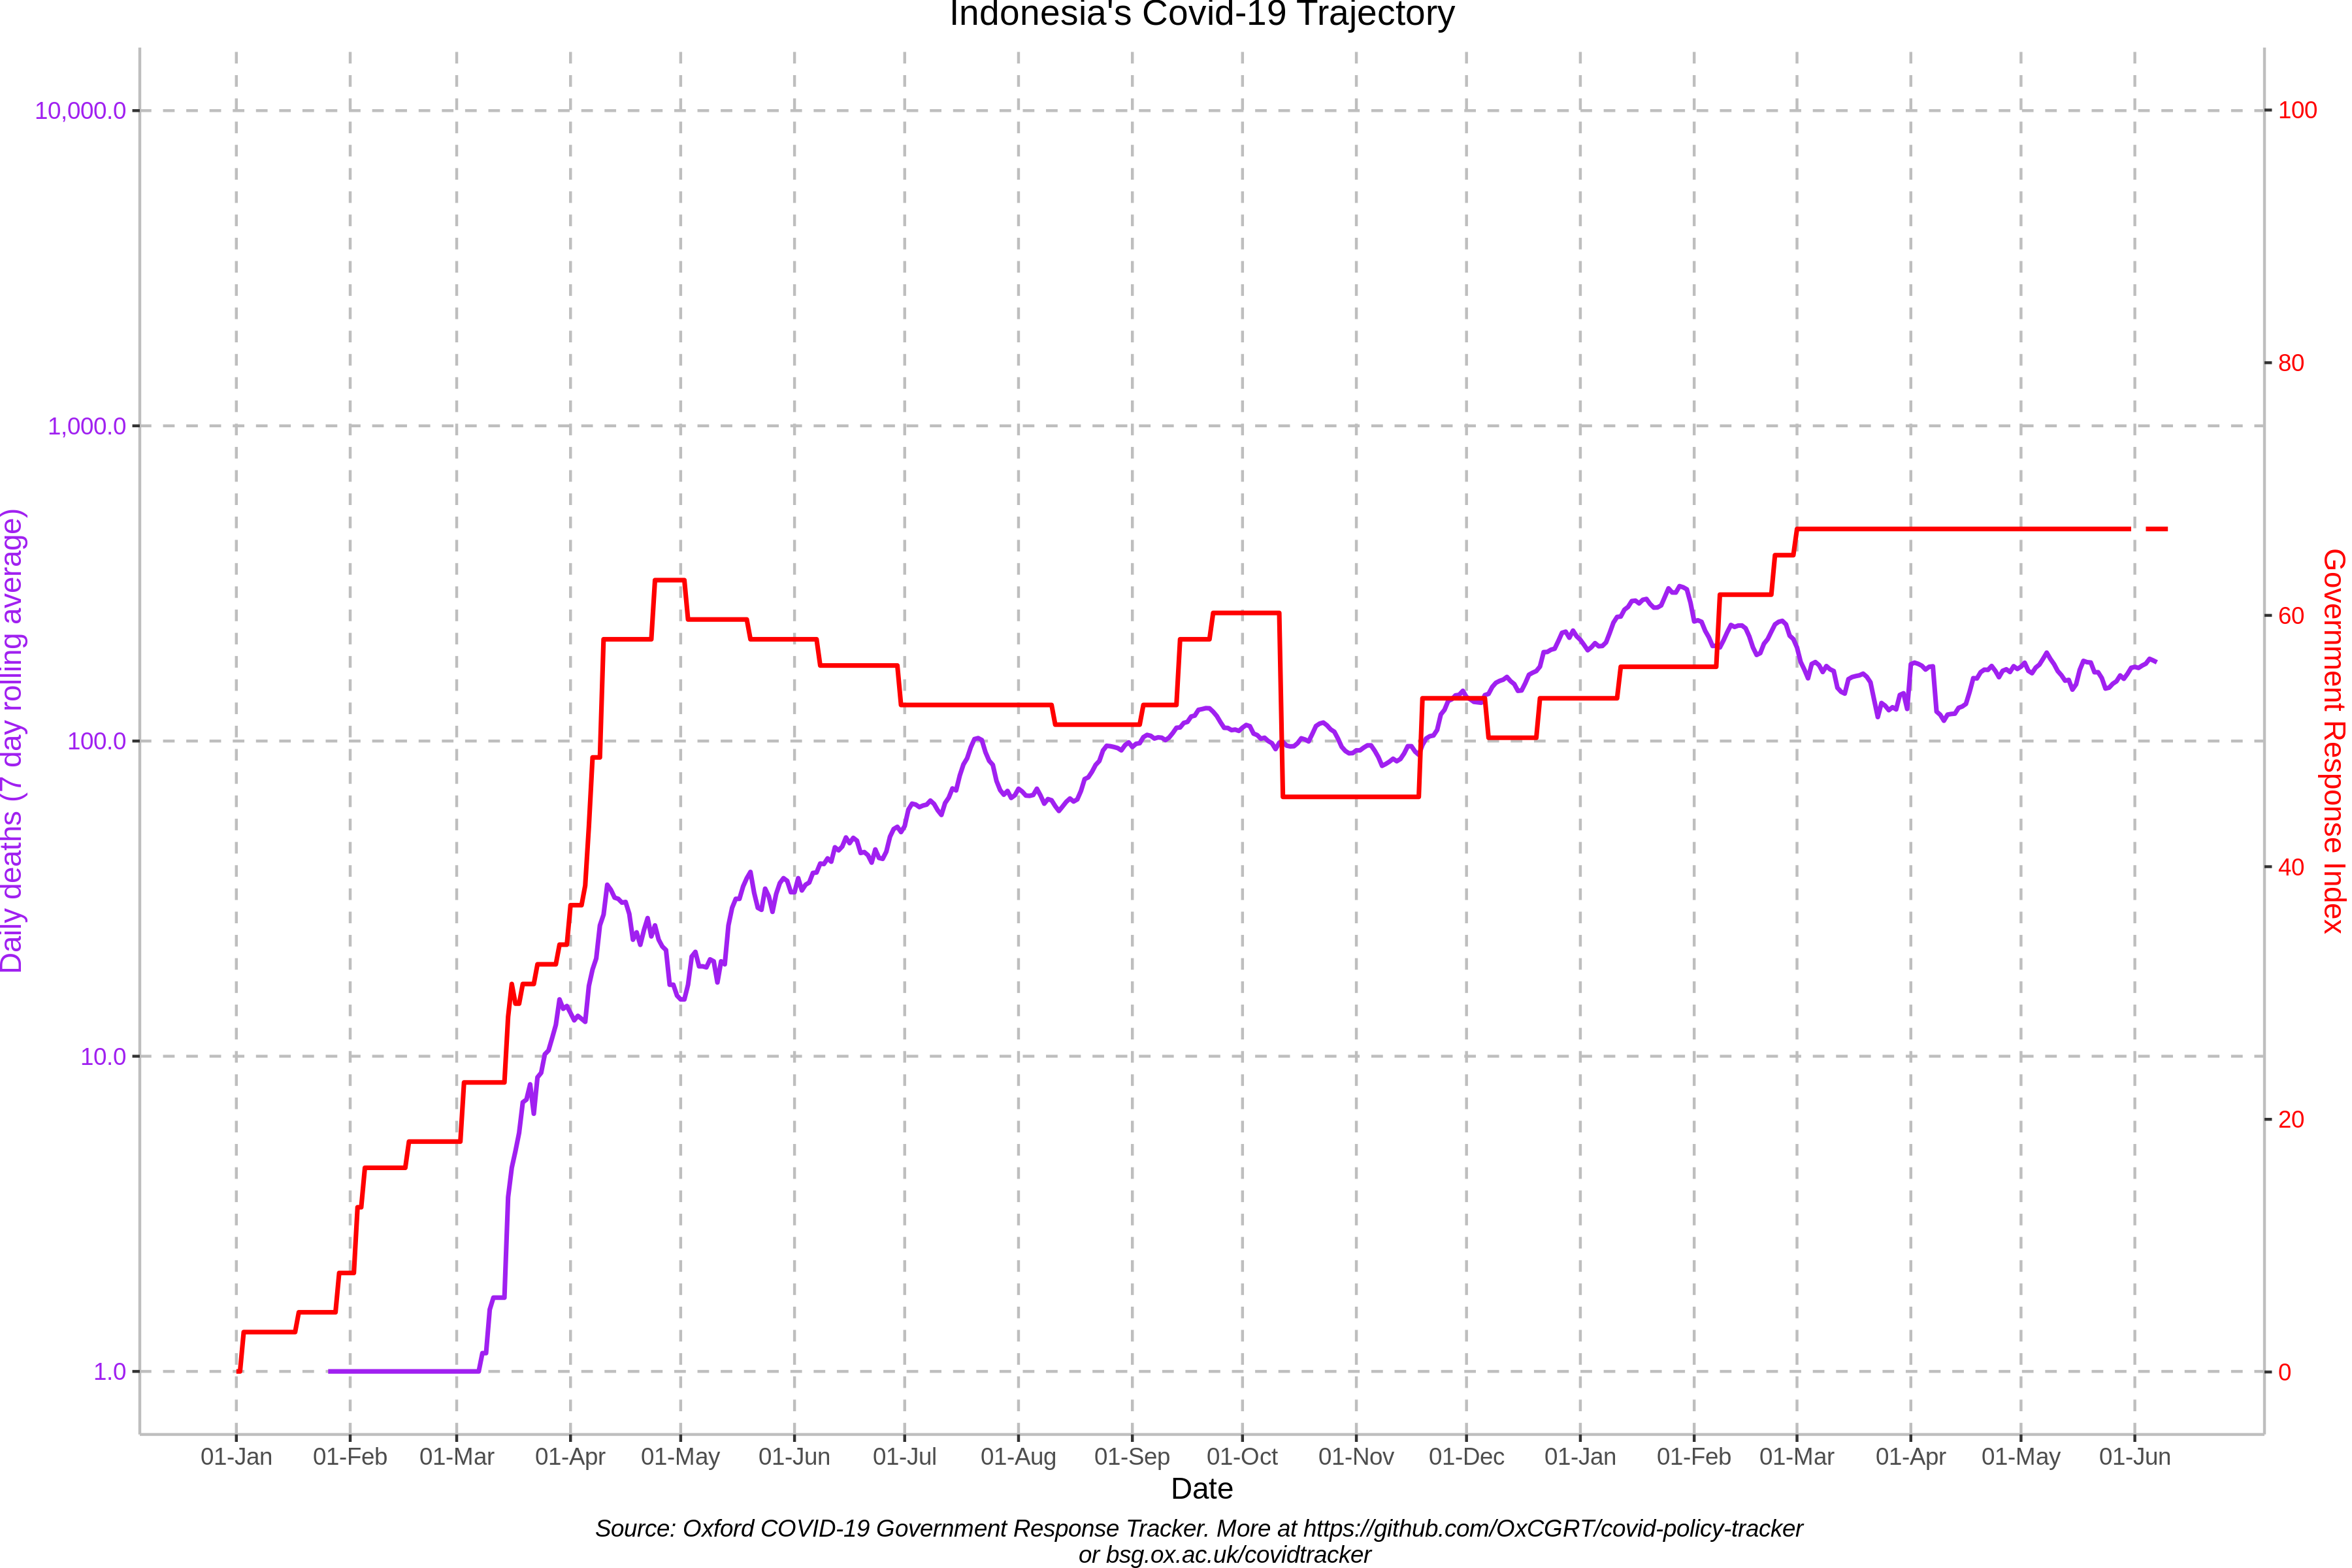 Indonesia's Covid-19 Trajectory
10,000.0
1,000.0
100.0
10.0
1.0
Daily deaths (7 day rolling average)
100
80
60
40
20
0
Government Response Index
01-Jan 01-Feb 01-Mar 01-Apr 01-May 01-Jun 01-Jul 01-Aug 01-Sep 01-Oct 01-Nov 01-Dec 01-Jan 01-Feb 01-Mar 01-Apr 01-May 01-Jun
Date
Source: Oxford COVID-19 Government Response Tracker. More at https://github.com/OxCGRT/covid-policy-tracker
or bsg.ox.ac.uk/covidtracker